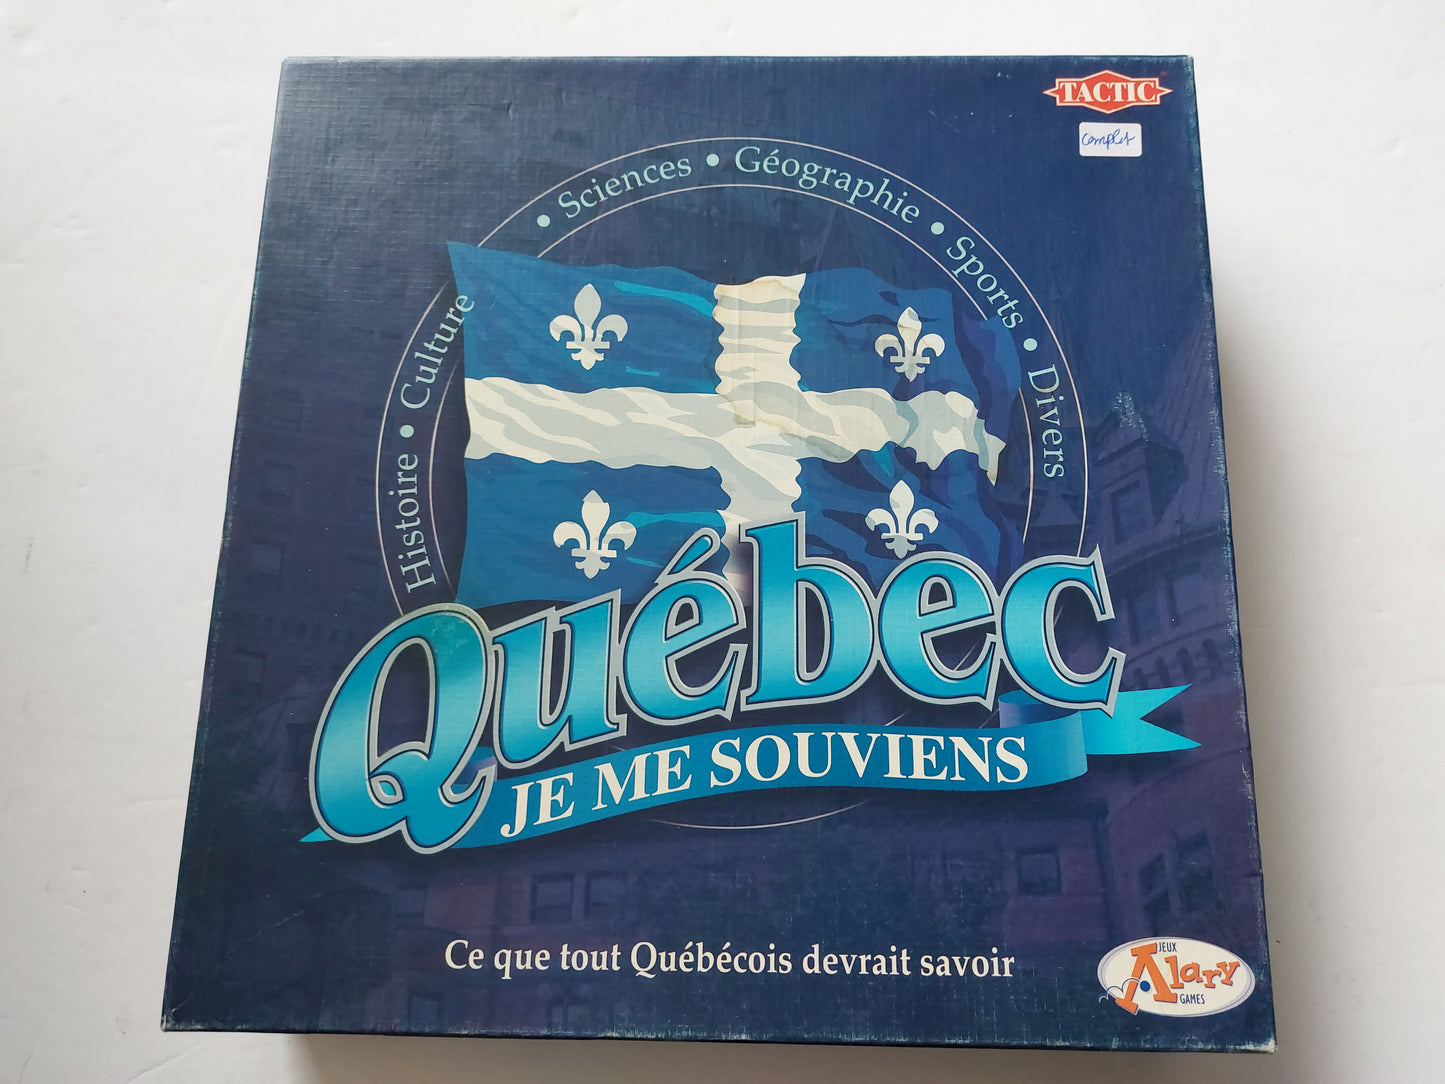 TACTIC
complet
Histoire • Culture • Sciences • Géographie • Sports • Divers
Québec
JE ME SOUVIENS
Ce que tout Québécois devrait savoir
JEUX
Alary
GAMES